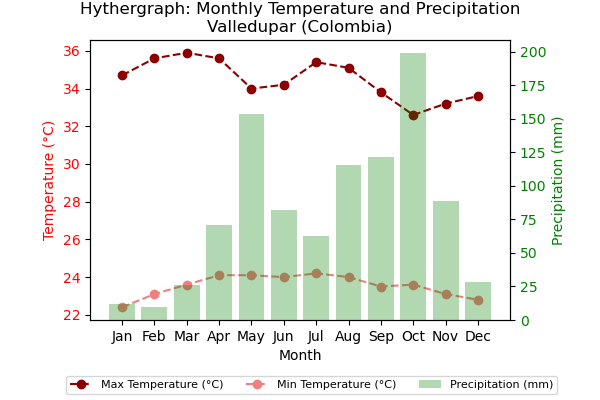 Hythergraph: Monthly Temperature and Precipitation
Valledupar (Colombia)
36
34
32
30
28
26
24
22
Temperature (°C)
200
175
150
125
100
75
50
25
0
Precipitation (mm)
Jan Feb Mar Apr May Jun Jul Aug Sep Oct Nov Dec
Month
Max Temperature (°C) Min Temperature (°C) Precipitation (mm)